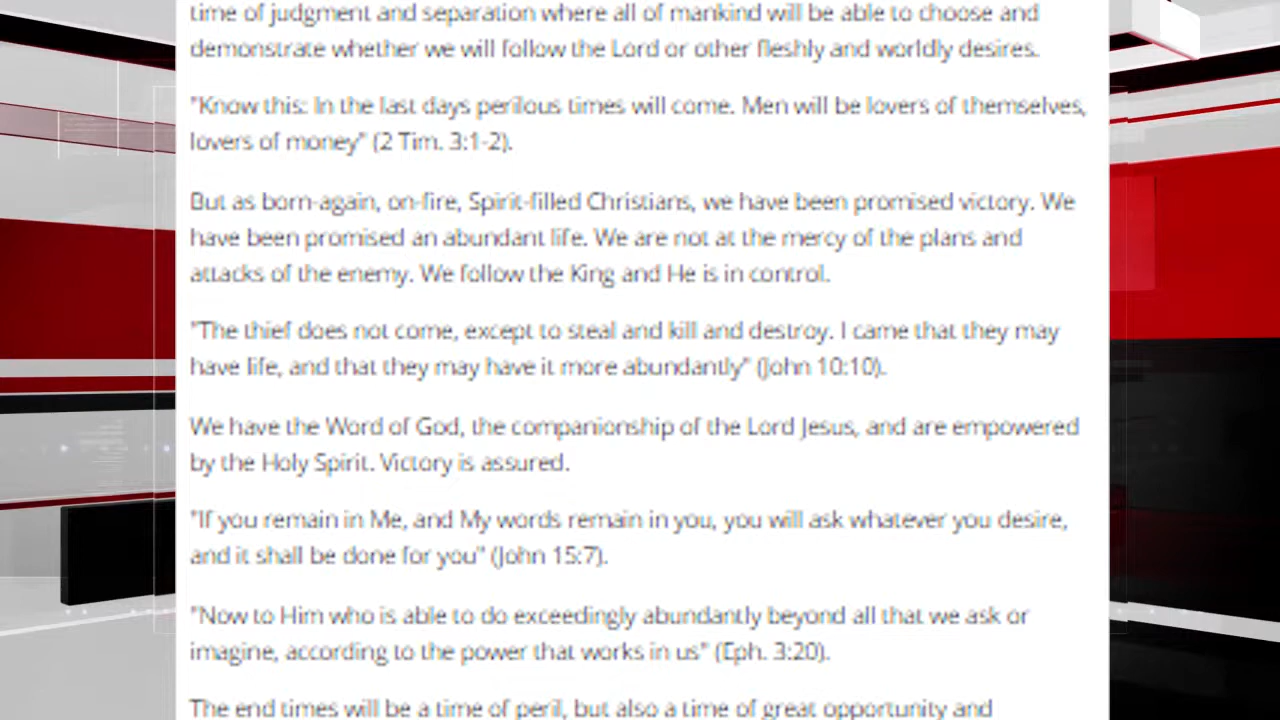 time of judgment and separation where all of mankind will be able to choose and
demonstrate whether we will follow the Lord or other fleshly and worldly desires.
"Know this: In the last days perilous times will come. Men will be lovers of themselves,
lovers of money" (2 Tim. 3:1-2).
But as born-again, on-fire, Spirit-filled Christians, we have been promised victory. We
have been promised an abundant life. We are not at the mercy of the plans and
attacks of the enemy. We follow the King and He is in control.
"The thief does not come, except to steal and kill and destroy. I came that they may
have life, and that they may have it more abundantly" (John 10:10).
We have the Word of God, the companionship of the Lord Jesus, and are empowered
by the Holy Spirit. Victory is assured.
"If you remain in Me, and My words remain in you, you will ask whatever you desire,
and it shall be done for you" (John 15:7).
"Now to Him who is able to do exceedingly abundantly beyond all that we ask or
imagine, according to the power that works in us" (Eph. 3:20).
The end times will be a time of peril, but also a time of great opportunity and